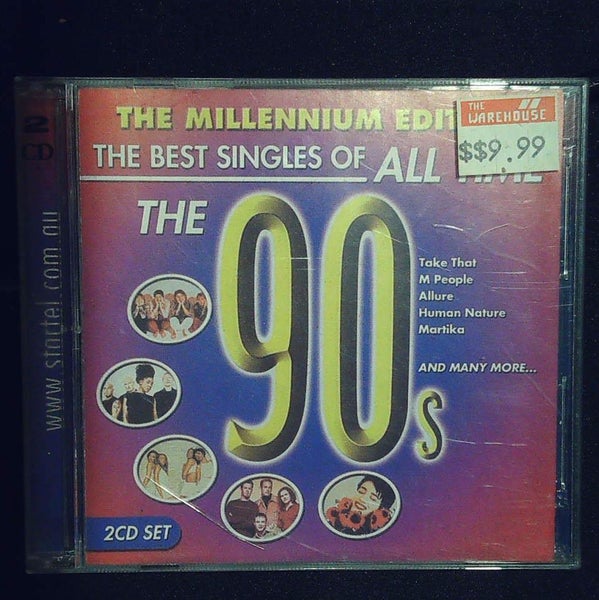 THE MILLENNIUM
THE WAREHOUSE
$$9.99
THE BEST SINGLES OF ALL TIME
THE 90s
Take That
M People
Allure
Human Nature
Martika
AND MANY MORE...
2CD SET
2 CD
www.startel.com.au